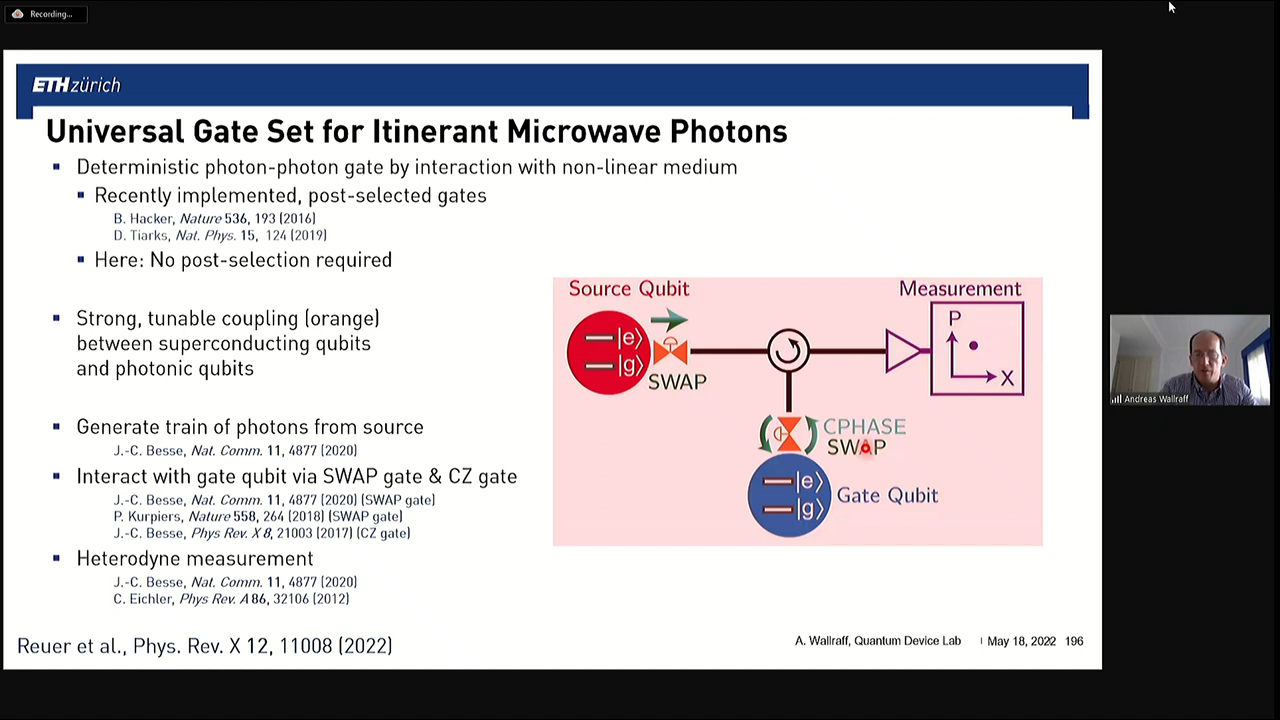 Recording...
ETH zürich
Universal Gate Set for Itinerant Microwave Photons
Deterministic photon-photon gate by interaction with non-linear medium
Recently implemented, post-selected gates
B. Hacker, Nature 536, 193 (2016)
D. Tiarks, Nat. Phys. 15, 124 (2019)
Here: No post-selection required
Strong, tunable coupling (orange)
between superconducting qubits
and photonic qubits
Generate train of photons from source
J.-C. Besse, Nat. Comm. 11, 4877 (2020)
Interact with gate qubit via SWAP gate & CZ gate
J.-C. Besse, Nat. Comm. 11, 4877 (2020) (SWAP gate)
P. Kurpiers, Nature 558, 264 (2018) (SWAP gate)
J.-C. Besse, Phys Rev. X 8, 21003 (2017) (CZ gate)
Heterodyne measurement
J.-C. Besse, Nat. Comm. 11, 4877 (2020)
C. Eichler, Phys Rev. A 86, 32106 (2012)
Source Qubit
|e⟩
|g⟩
SWAP
Measurement
P
X
CPHASE
SWAP
|e⟩
|g⟩
Gate Qubit
Reuer et al., Phys. Rev. X 12, 11008 (2022)
A. Wallraff, Quantum Device Lab | May 18, 2022 196
Andreas Wallraff